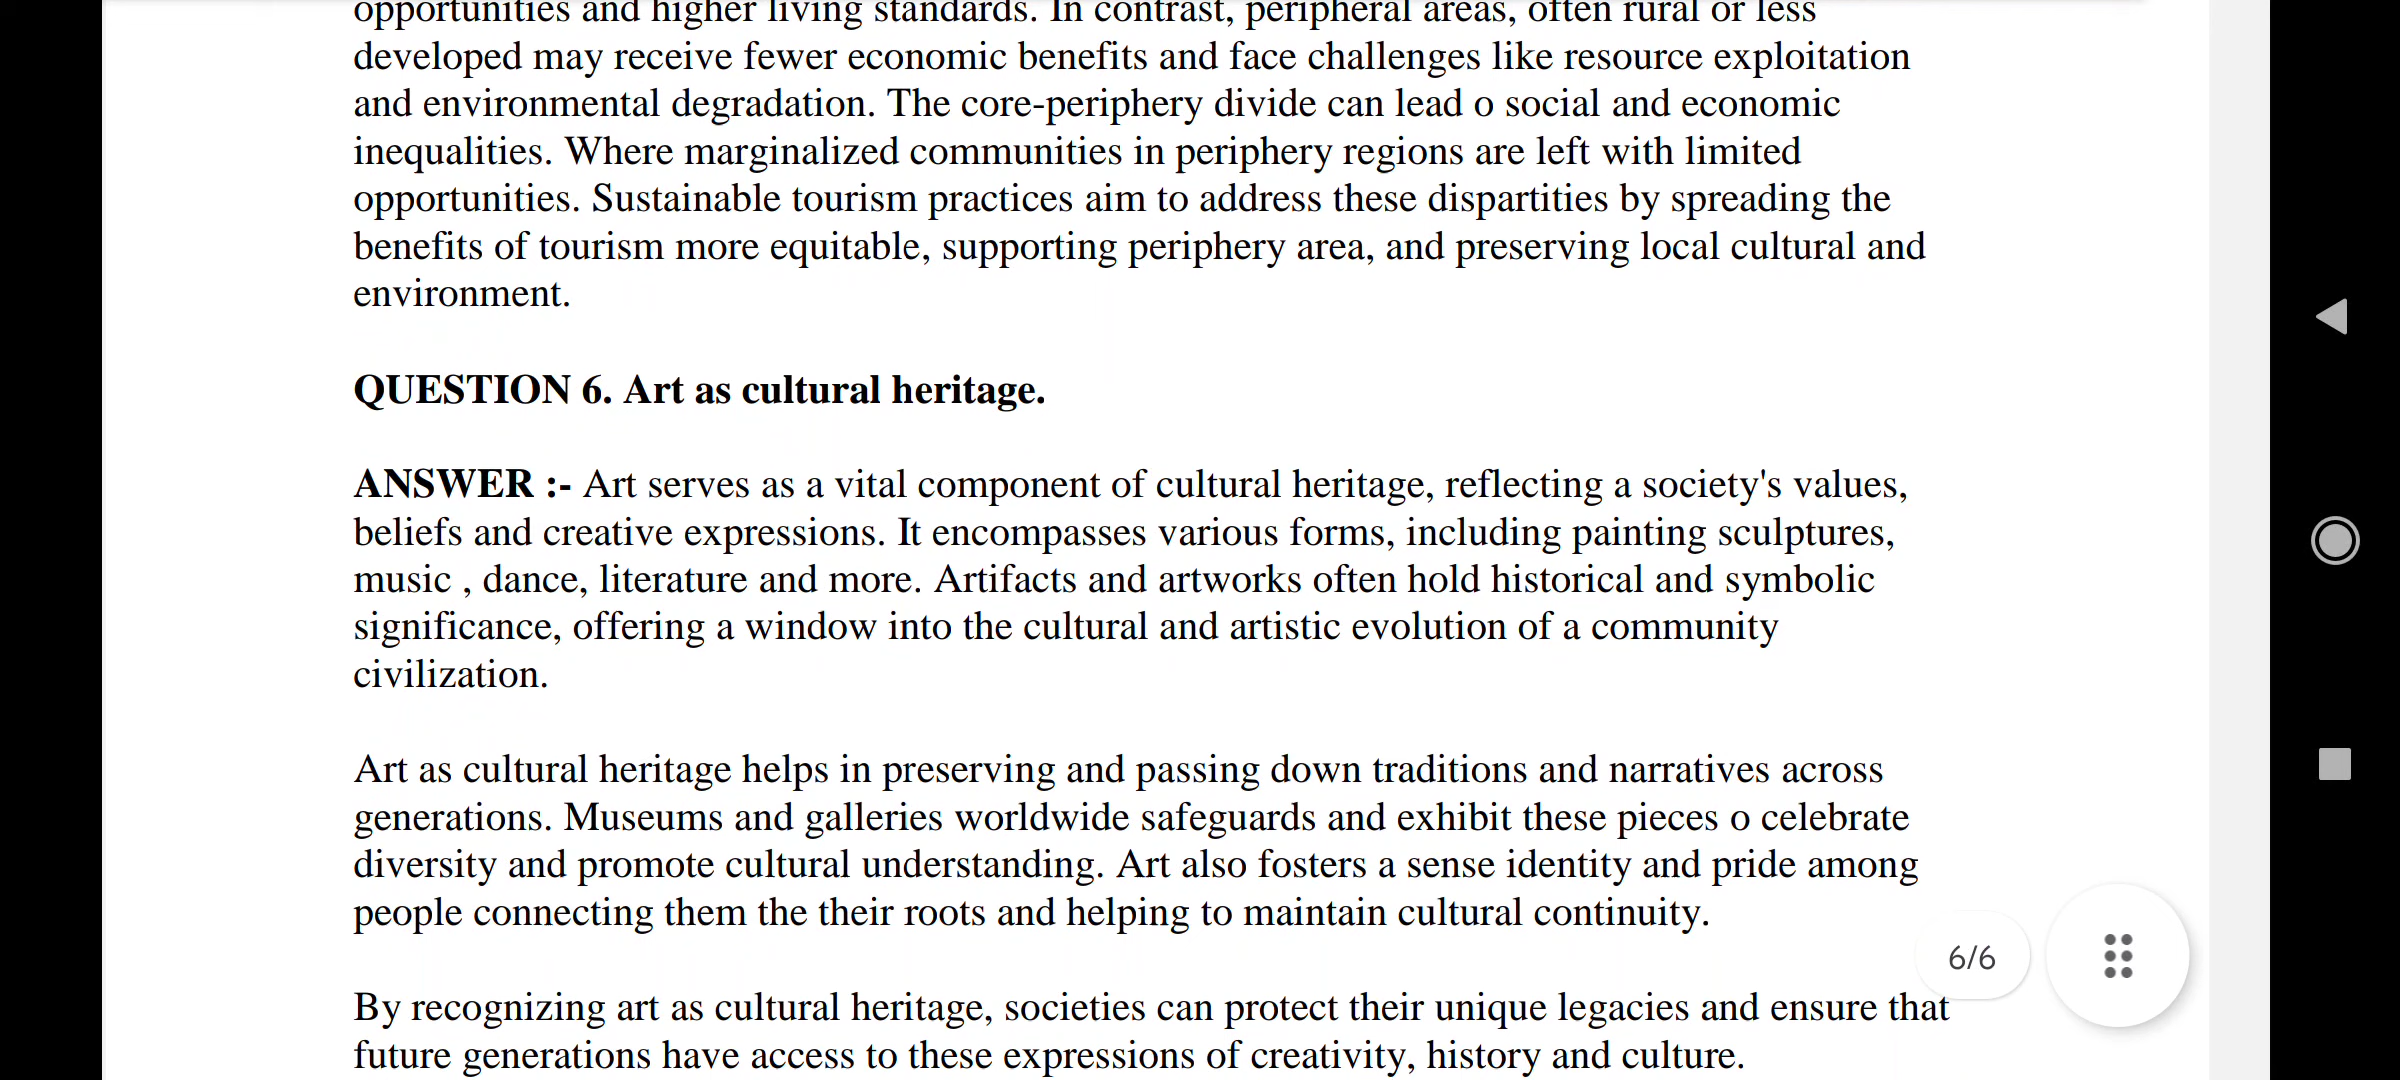 opportunities and higher living standards. In contrast, peripheral areas, often rural or less
developed may receive fewer economic benefits and face challenges like resource exploitation
and environmental degradation. The core-periphery divide can lead o social and economic
inequalities. Where marginalized communities in periphery regions are left with limited
opportunities. Sustainable tourism practices aim to address these dispartities by spreading the
benefits of tourism more equitable, supporting periphery area, and preserving local cultural and
environment.
QUESTION 6. Art as cultural heritage.
ANSWER :- Art serves as a vital component of cultural heritage, reflecting a society's values,
beliefs and creative expressions. It encompasses various forms, including painting sculptures,
music , dance, literature and more. Artifacts and artworks often hold historical and symbolic
significance, offering a window into the cultural and artistic evolution of a community
civilization.
Art as cultural heritage helps in preserving and passing down traditions and narratives across
generations. Museums and galleries worldwide safeguards and exhibit these pieces o celebrate
diversity and promote cultural understanding. Art also fosters a sense identity and pride among
people connecting them the their roots and helping to maintain cultural continuity.
6/6
By recognizing art as cultural heritage, societies can protect their unique legacies and ensure that
future generations have access to these expressions of creativity, history and culture.